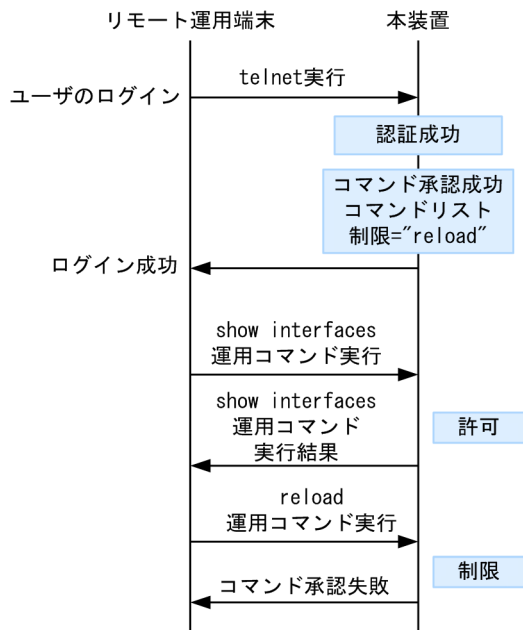 リモート運用端末
本装置
telnet実行
ユーザのログイン
認証成功
コマンド承認成功
コマンドリスト
制限="reload"
ログイン成功
show interfaces
運用コマンド実行
show interfaces
運用コマンド
実行結果
許可
reload
運用コマンド実行
制限
コマンド承認失敗